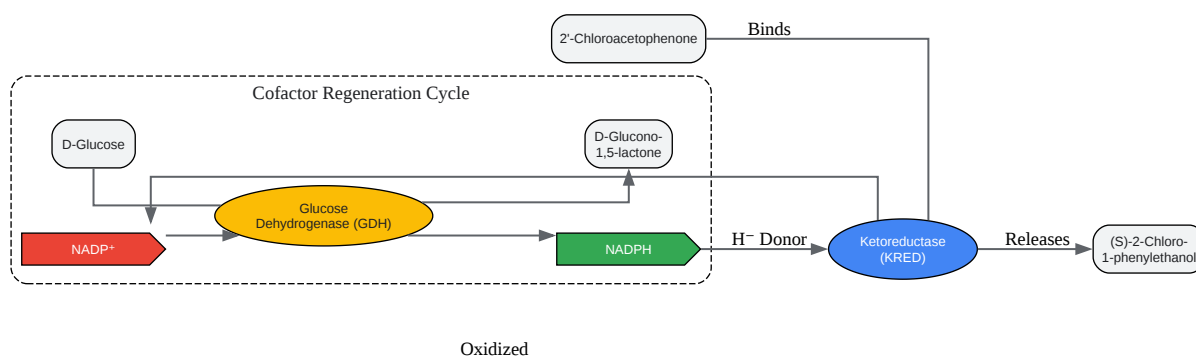 2'-Chloroacetophenone
Binds
Cofactor Regeneration Cycle
D-Glucose
D-Glucono-
1,5-lactone
Glucose
Dehydrogenase (GDH)
NADP⁺
NADPH
H⁻ Donor
Ketoreductase
(KRED)
Releases
(S)-2-Chloro-
1-phenylethanol
Oxidized